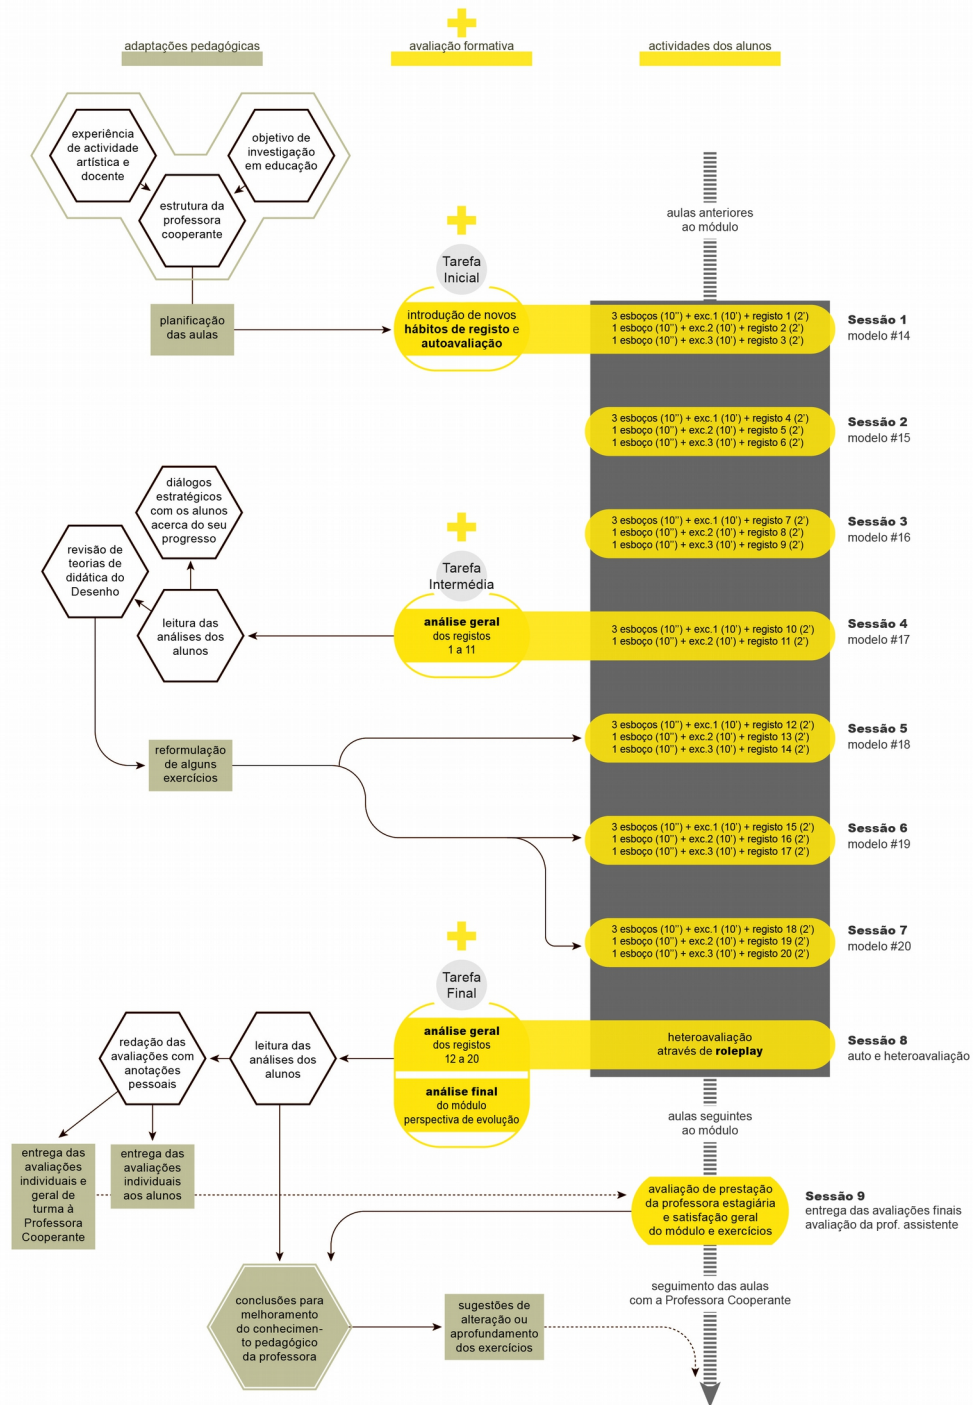 adaptações pedagógicas
avaliação formativa
actividades dos alunos
experiência
de actividade
artística e
docente
objetivo de
investigação
em educação
estrutura da
professora
cooperante
aulas anteriores
ao módulo
Tarefa
Inicial
planificação
das aulas
introdução de novos
hábitos de registo e
autoavaliação
3 esboços (10'') + exc.1 (10') + registo 1 (2')
1 esboço (10'') + exc.2 (10') + registo 2 (2')
1 esboço (10'') + exc.3 (10') + registo 3 (2')
Sessão 1
modelo #14
3 esboços (10'') + exc.1 (10') + registo 4 (2')
1 esboço (10'') + exc.2 (10') + registo 5 (2')
1 esboço (10'') + exc.3 (10') + registo 6 (2')
Sessão 2
modelo #15
diálogos
estratégicos
com os alunos
acerca do seu
progresso
revisão de
teorias de
didática do
Desenho
leitura das
análises dos
alunos
3 esboços (10'') + exc.1 (10') + registo 7 (2')
1 esboço (10'') + exc.2 (10') + registo 8 (2')
1 esboço (10'') + exc.3 (10') + registo 9 (2')
Sessão 3
modelo #16
Tarefa
Intermédia
análise geral
dos registos
1 a 11
3 esboços (10'') + exc.1 (10') + registo 10 (2')
1 esboço (10'') + exc.2 (10') + registo 11 (2')
Sessão 4
modelo #17
reformulação
de alguns
exercícios
3 esboços (10'') + exc.1 (10') + registo 12 (2')
1 esboço (10'') + exc.2 (10') + registo 13 (2')
1 esboço (10'') + exc.3 (10') + registo 14 (2')
Sessão 5
modelo #18
3 esboços (10'') + exc.1 (10') + registo 15 (2')
1 esboço (10'') + exc.2 (10') + registo 16 (2')
1 esboço (10'') + exc.3 (10') + registo 17 (2')
Sessão 6
modelo #19
3 esboços (10'') + exc.1 (10') + registo 18 (2')
1 esboço (10'') + exc.2 (10') + registo 19 (2')
1 esboço (10'') + exc.3 (10') + registo 20 (2')
Sessão 7
modelo #20
Tarefa
Final
redação das
avaliações com
anotações
pessoais
leitura das
análises dos
alunos
análise geral
dos registos
12 a 20
análise final
do módulo
perspectiva de evolução
heteroavaliação
através de roleplay
Sessão 8
auto e heteroavaliação
aulas seguintes
ao módulo
entrega das
avaliações
individuais e
geral de
turma à
Professora
Cooperante
entrega das
avaliações
individuais
aos alunos
avaliação de prestação
da professora estagiária
e satisfação geral
do módulo e exercícios
Sessão 9
entrega das avaliações finais
avaliação da prof. assistente
seguimento das aulas
com a Professora Cooperante
conclusões para
melhoramento
do conhecimen-
to pedagógico
da professora
sugestões de
alteração ou
aprofundamento
dos exercícios